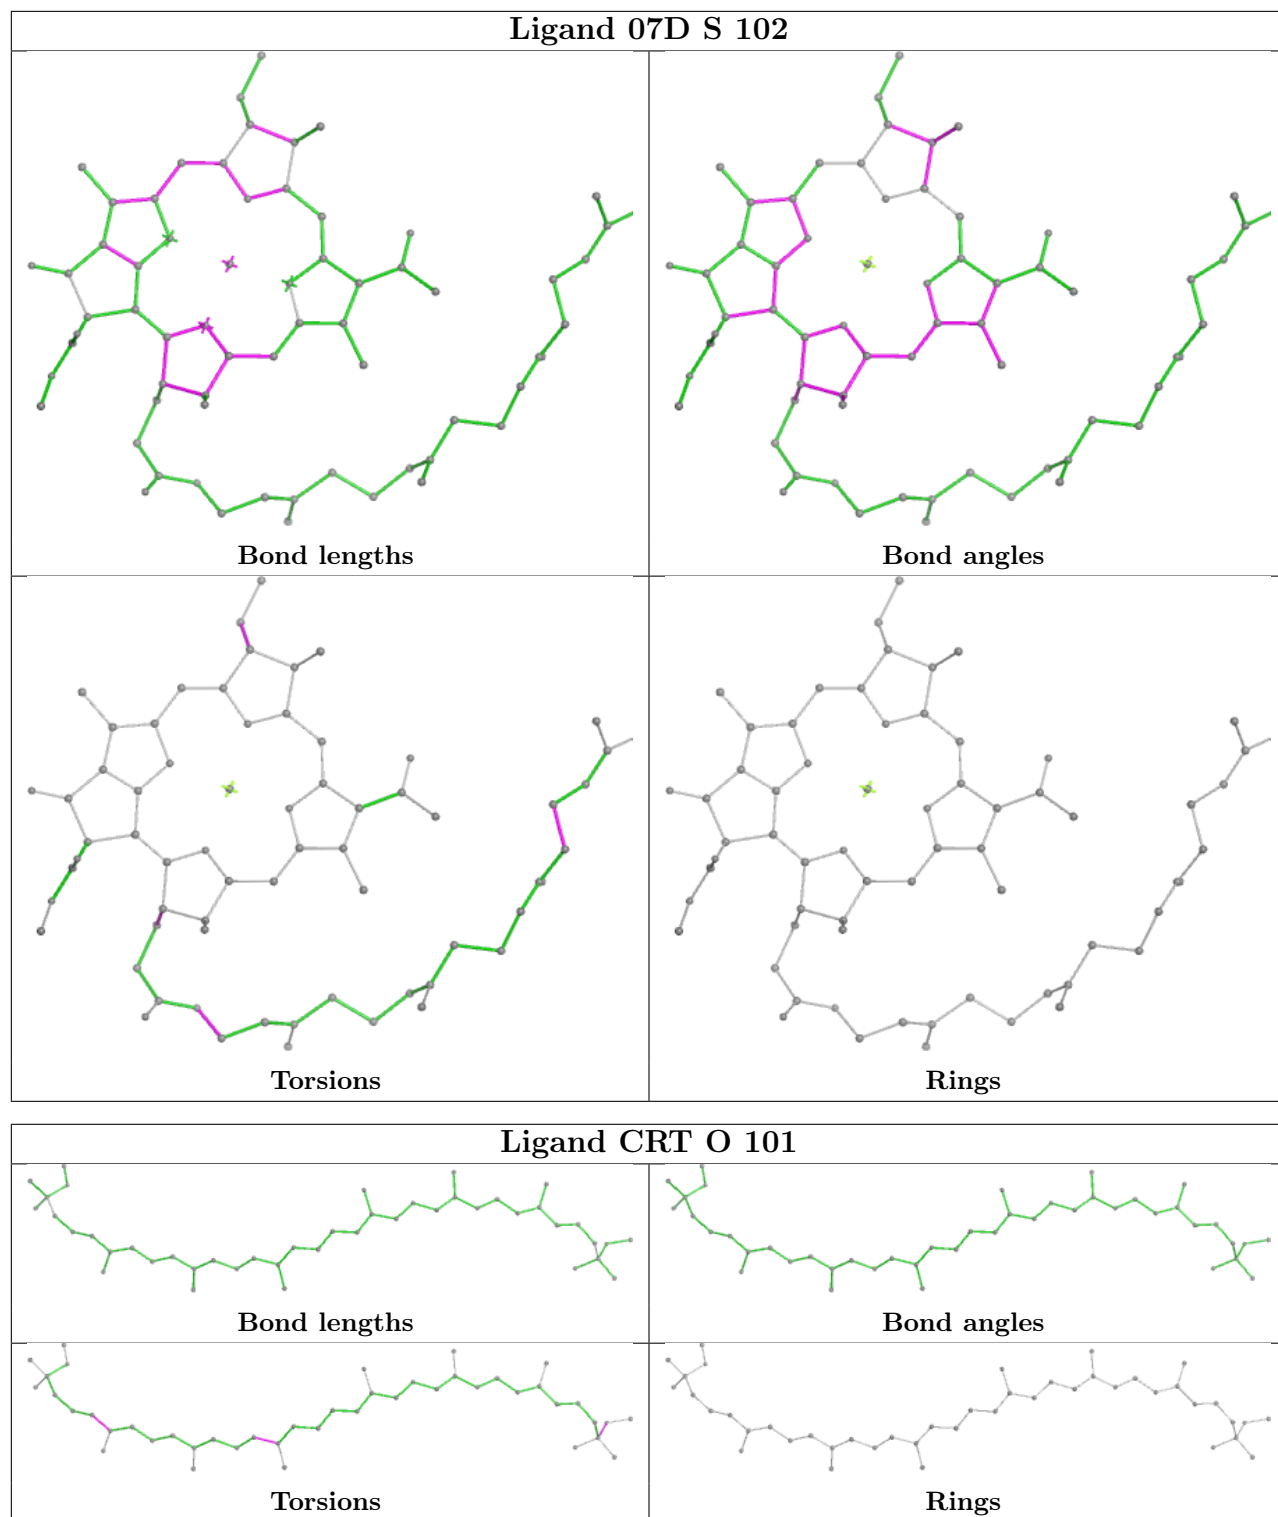 Ligand 07D S 102
Bond lengths
Bond angles
Torsions
Rings
Ligand CRT O 101
Bond lengths
Bond angles
Torsions
Rings